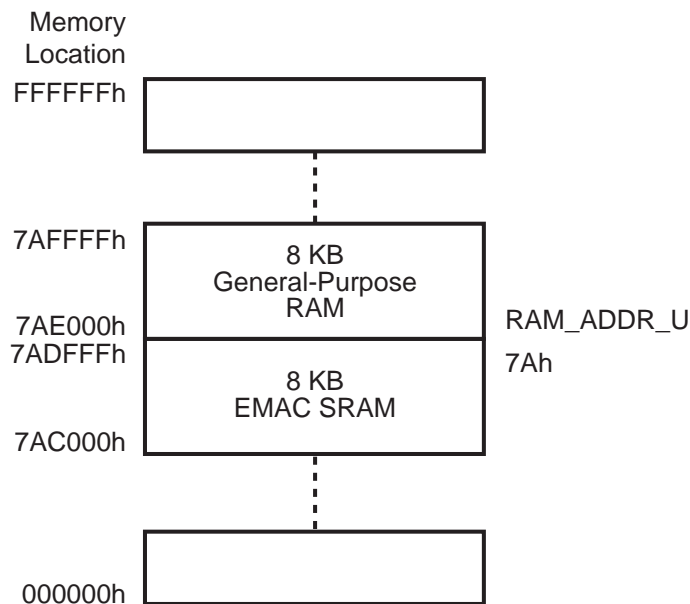 Memory
Location
FFFFFFh
7AFFFFh
8 KB
General-Purpose
RAM
7AE000h
RAM_ADDR_U
7ADFFFh
7Ah
8 KB
EMAC SRAM
7AC000h
000000h